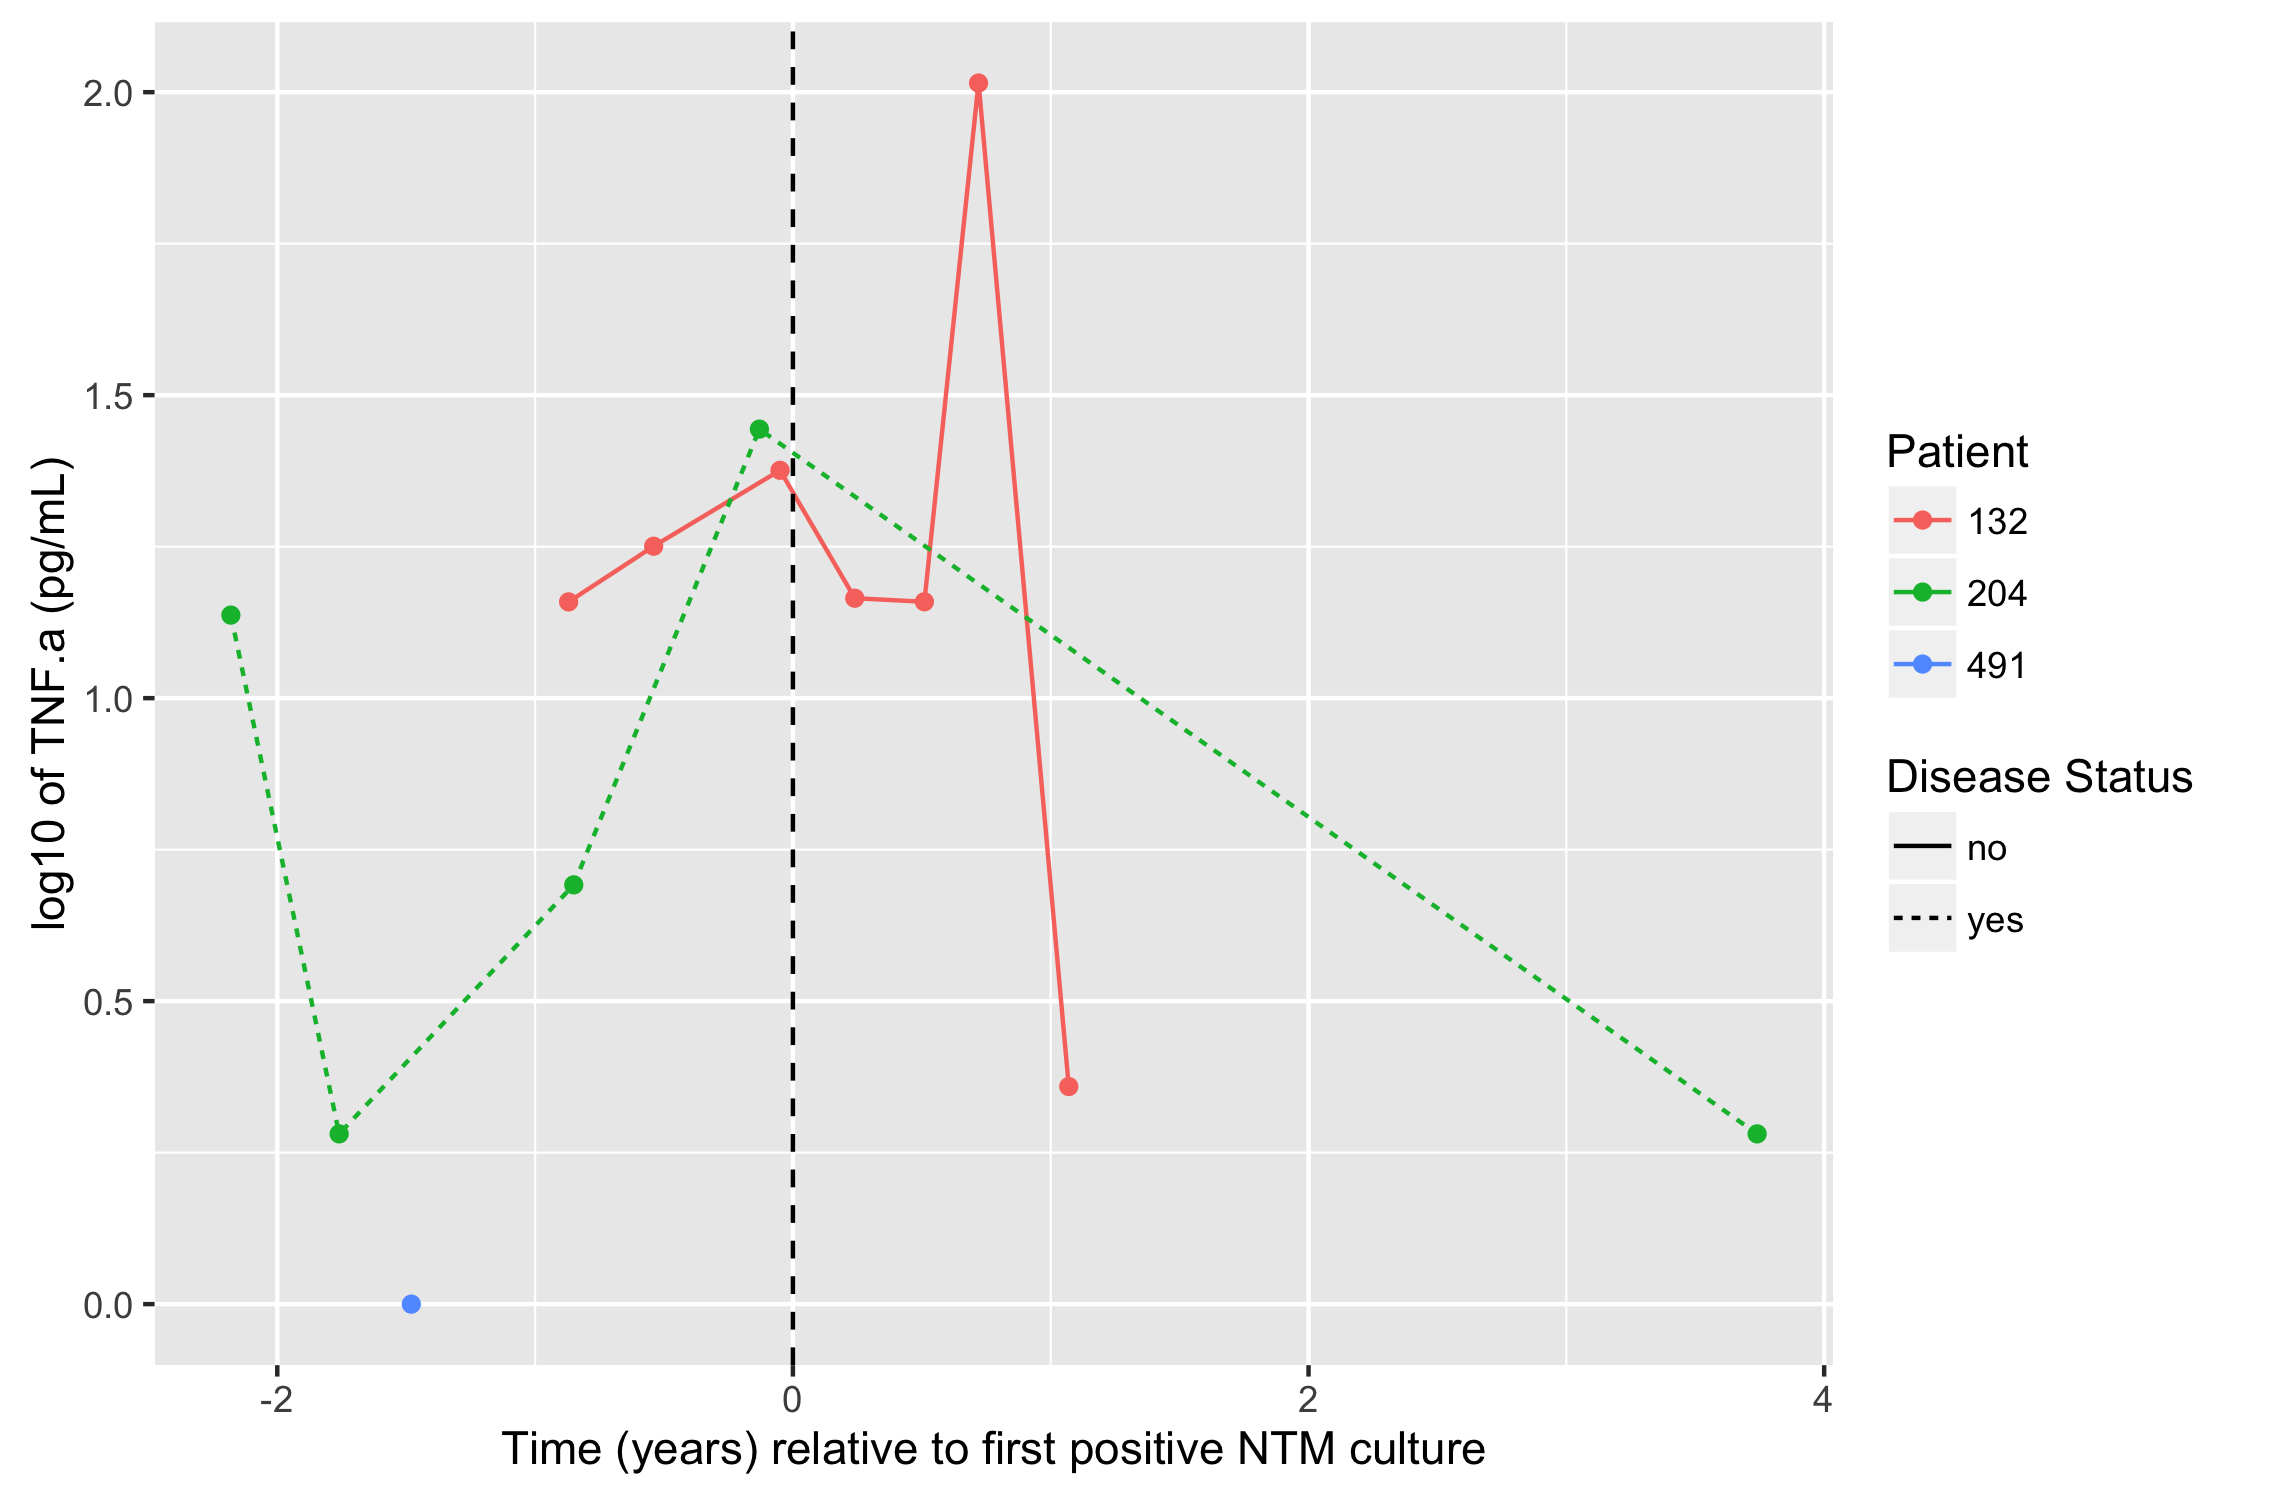 log10 of TNF.a (pg/mL)
2.0
1.5
1.0
0.5
0.0
-2
0
2
4
Time (years) relative to first positive NTM culture
Patient
132
204
491
Disease Status
no
yes